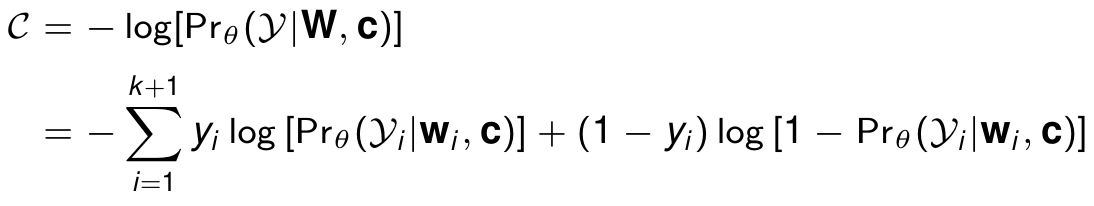 𝒞 = − log[Pr_θ(𝒴|𝐖, 𝐜)]
= − ∑_{i=1}^{k+1} y_i log [Pr_θ(𝒴_i|𝐰_i, 𝐜)] + (1 − y_i) log [1 − Pr_θ(𝒴_i|𝐰_i, 𝐜)]